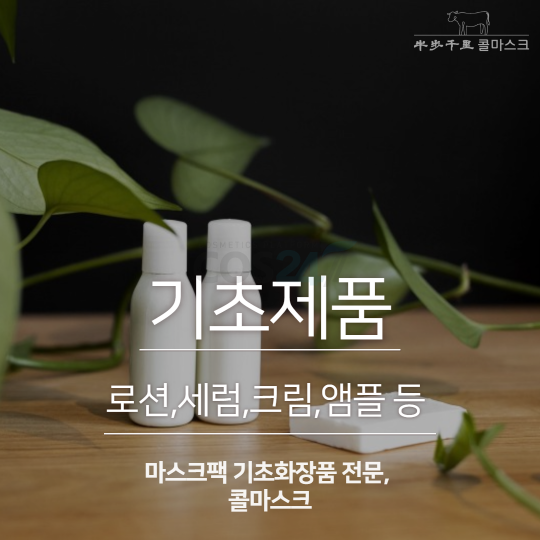 牛步千里 콜마스크
기초제품
로션,세럼,크림,앰플 등
마스크팩 기초화장품 전문,
콜마스크